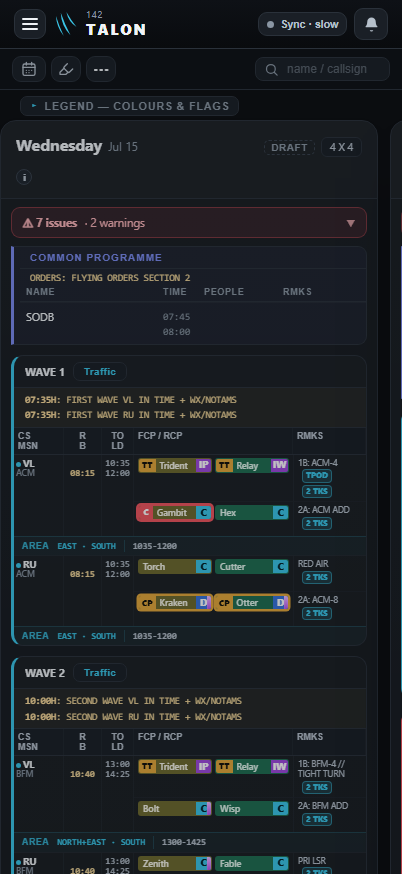 142
TALON
Sync · slow
name / callsign
LEGEND — COLOURS & FLAGS
Wednesday Jul 15
DRAFT
4X4
i
7 issues · 2 warnings
COMMON PROGRAMME
ORDERS: FLYING ORDERS SECTION 2
NAME TIME PEOPLE RMKS
SODB 07:45
08:00
WAVE 1 Traffic
07:35H: FIRST WAVE VL IN TIME + WX/NOTAMS
07:35H: FIRST WAVE RU IN TIME + WX/NOTAMS
CS R TO FCP / RCP RMKS
MSN B LD
VL 08:15 10:35 TT Trident IP TT Relay IW 1B: ACM-4
ACM 12:00 TPOD
2 TKS
C Gambit C Hex C 2A: ACM ADD
2 TKS
AREA EAST · SOUTH 1035-1200
RU 08:15 10:35 Torch C Cutter C RED AIR
ACM 12:00 2 TKS
CP Kraken D CP Otter D 2A: ACM-8
2 TKS
AREA EAST · SOUTH 1035-1200
WAVE 2 Traffic
10:00H: SECOND WAVE VL IN TIME + WX/NOTAMS
10:00H: SECOND WAVE RU IN TIME + WX/NOTAMS
CS R TO FCP / RCP RMKS
MSN B LD
VL 10:40 13:00 TT Trident IP TT Relay IW 1B: BFM-4 //
BFM 14:25 TIGHT TURN
2 TKS
Bolt C Wisp C 2A: BFM ADD
2 TKS
AREA NORTH+EAST · SOUTH 1300-1425
RU 10:40 13:00 Zenith C Fable C PRI LSR
BFM 14:25 2 TKS